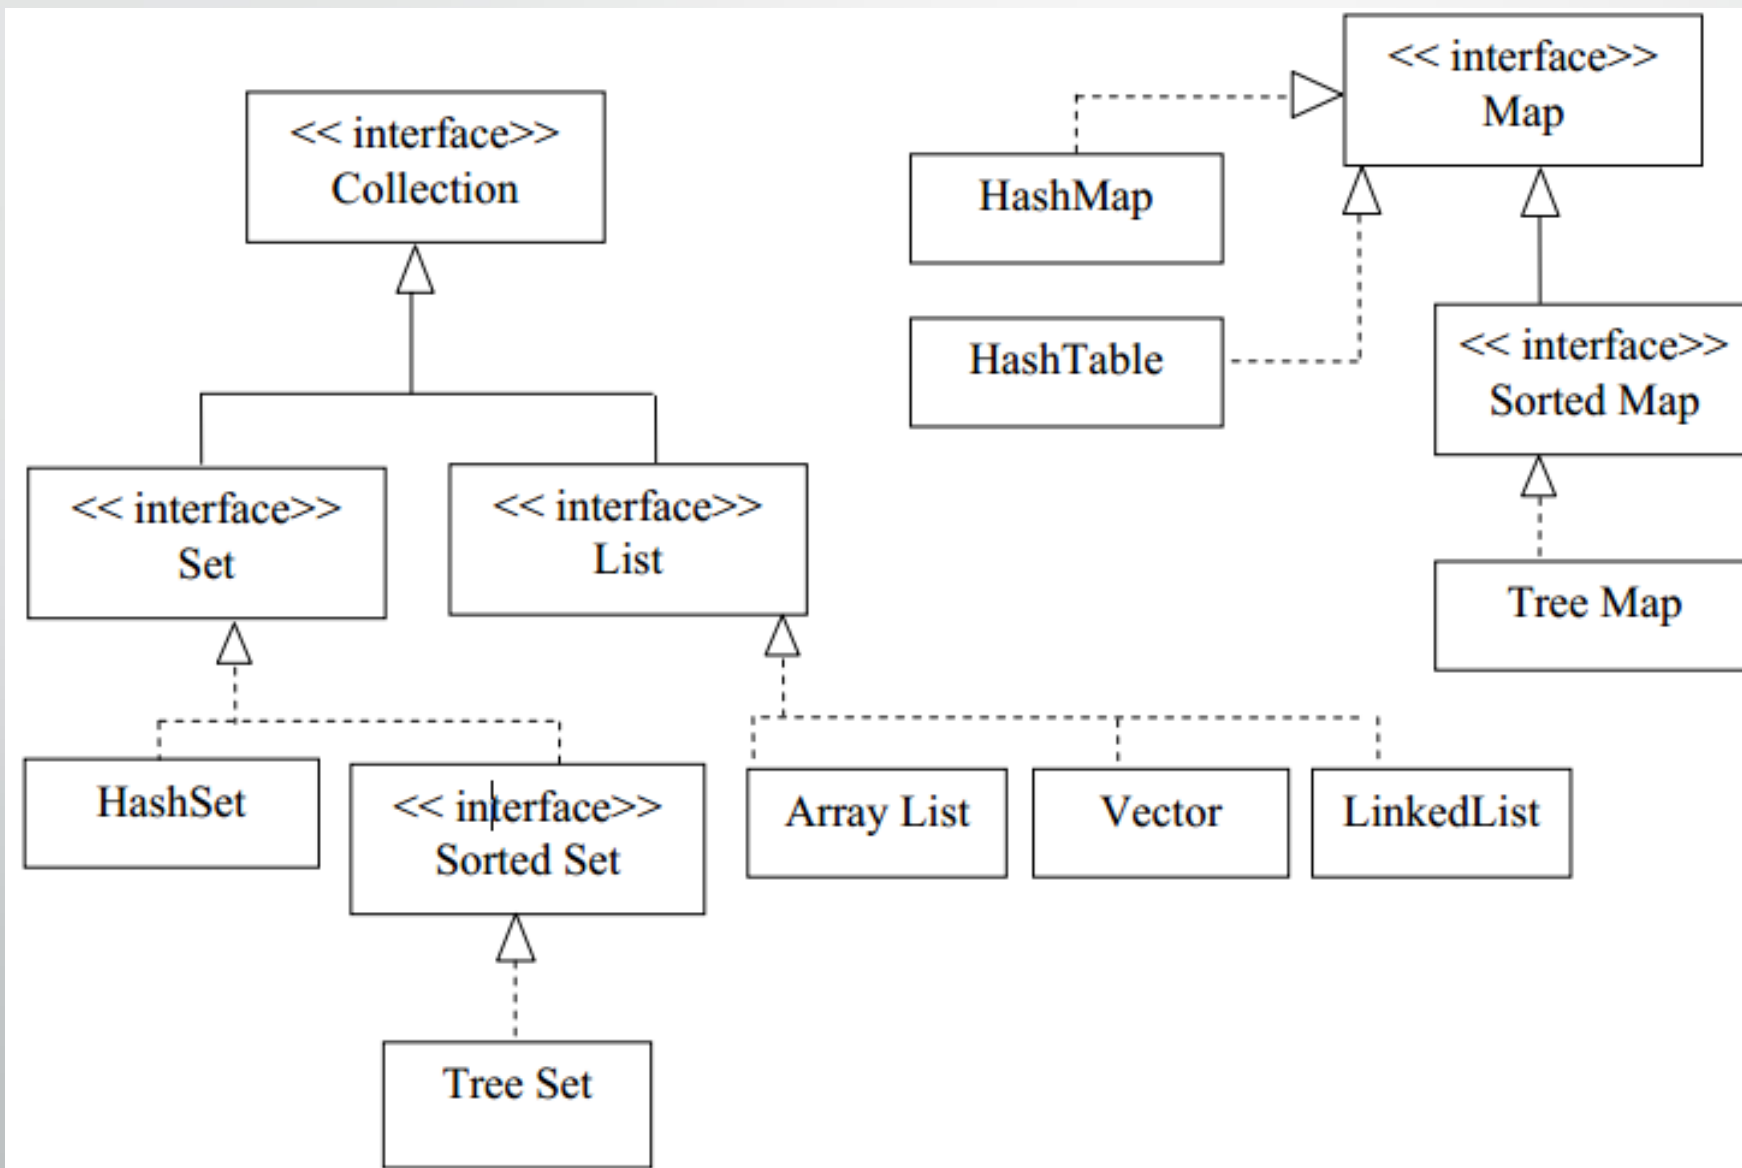 << interface>>
Collection
<< interface>>
Set
<< interface>>
List
HashSet
<< interface>>
Sorted Set
Tree Set
Array List
Vector
LinkedList
<< interface>>
Map
HashMap
HashTable
<< interface>>
Sorted Map
Tree Map